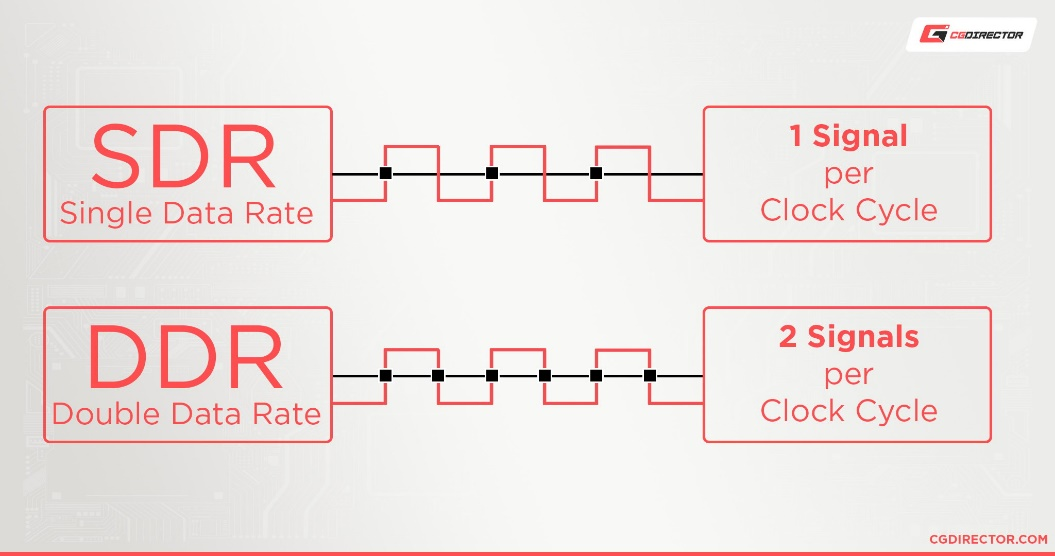 CGDIRECTOR
SDR
Single Data Rate
1 Signal
per
Clock Cycle
DDR
Double Data Rate
2 Signals
per
Clock Cycle
CGDIRECTOR.COM